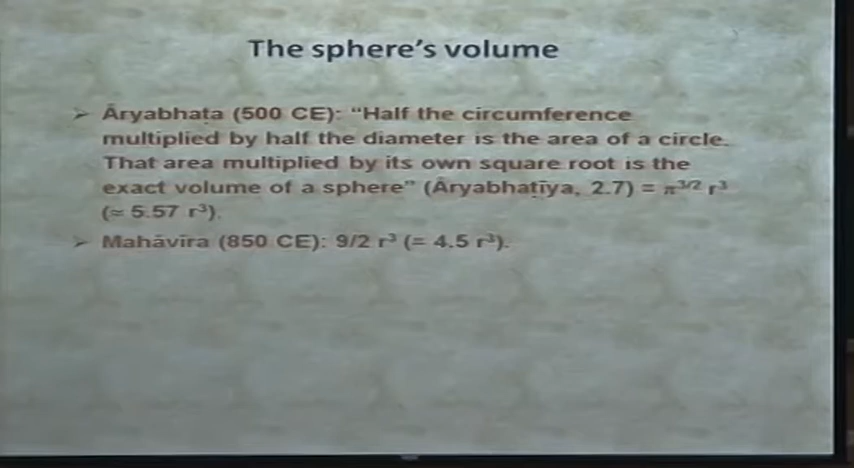 The sphere's volume
➢ Āryabhaṭa (500 CE): "Half the circumference
multiplied by half the diameter is the area of a circle.
That area multiplied by its own square root is the
exact volume of a sphere" (Āryabhaṭīya, 2.7) = π³ᐟ² r³
(≈ 5.57 r³).
➢ Mahāvīra (850 CE): 9/2 r³ (= 4.5 r³).